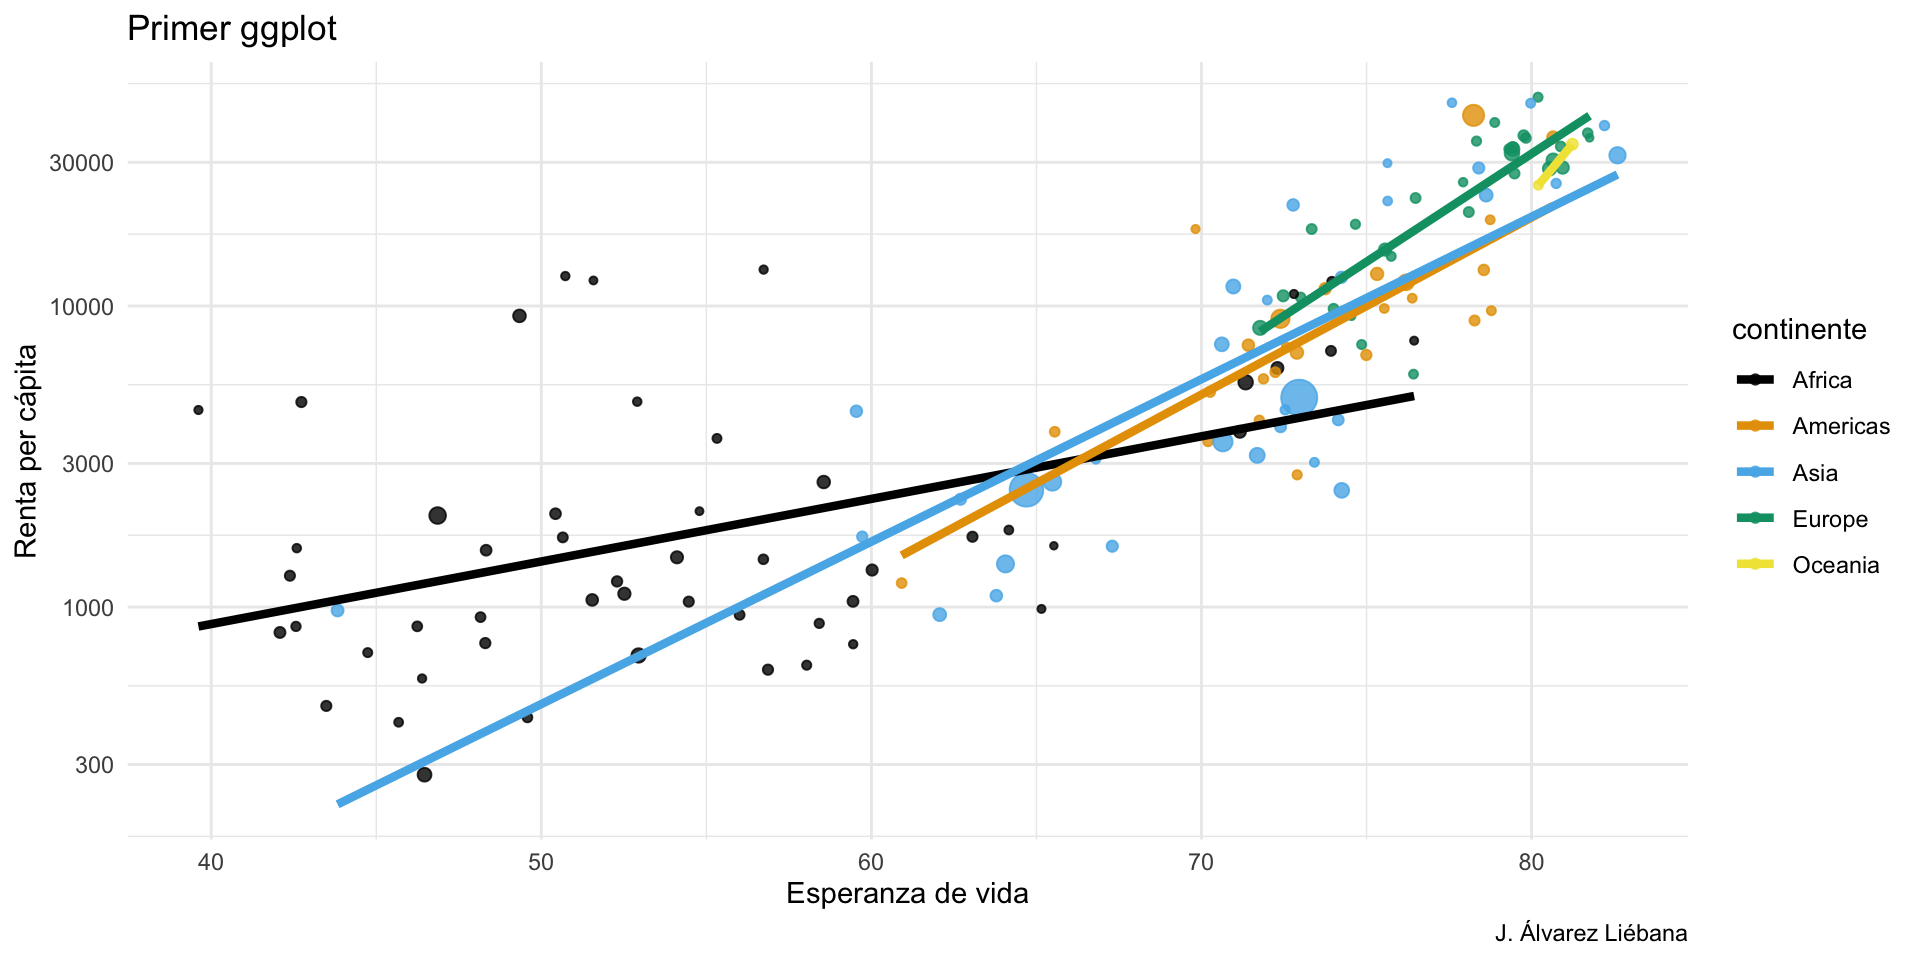 Primer ggplot
Renta per cápita
30000
10000
3000
1000
300
40 50 60 70 80
Esperanza de vida
continente
Africa
Americas
Asia
Europe
Oceania
J. Álvarez Liébana